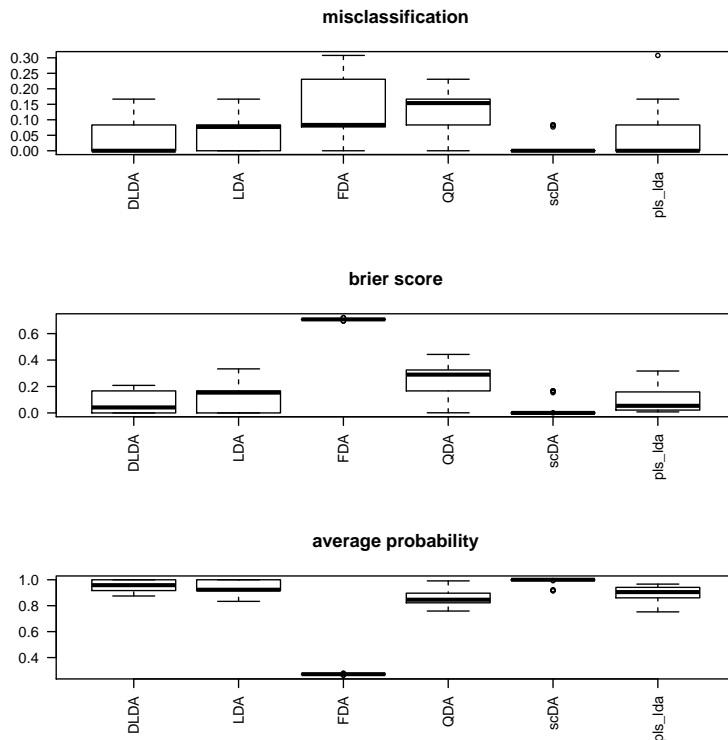 misclassification
0.30
0.25
0.20
0.15
0.10
0.05
0.00
DLDA
LDA
FDA
QDA
scDA
pls_lda
brier score
0.6
0.4
0.2
0.0
DLDA
LDA
FDA
QDA
scDA
pls_lda
average probability
1.0
0.8
0.6
0.4
DLDA
LDA
FDA
QDA
scDA
pls_lda